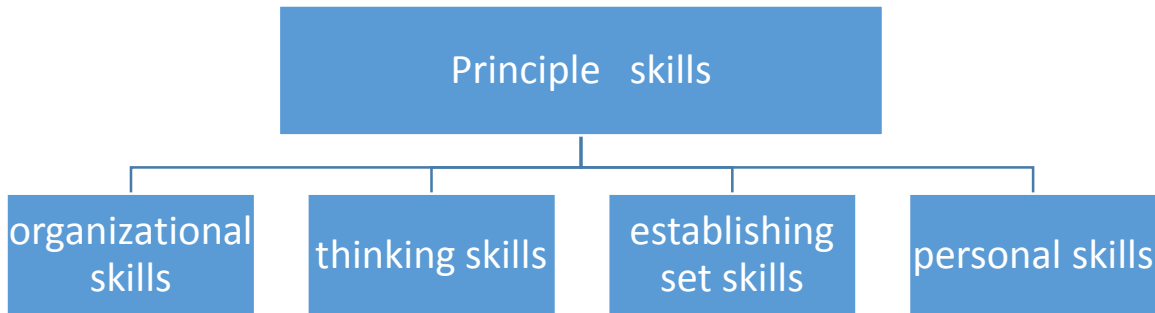 Principle skills
organizational
skills
thinking skills
establishing
set skills
personal skills